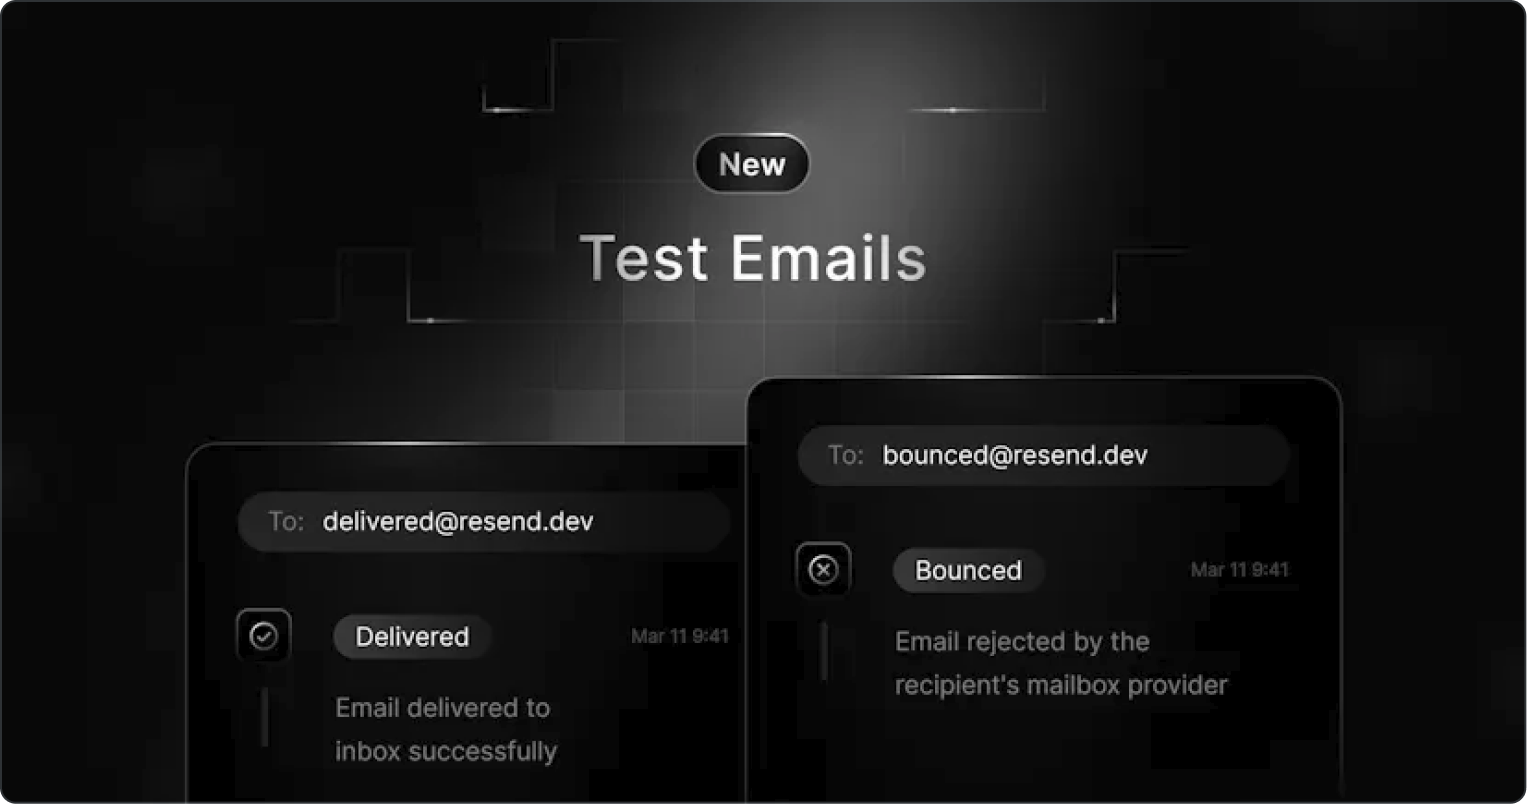 New
Test Emails
To: delivered@resend.dev
Delivered
Mar 11 9:41
Email delivered to
inbox successfully
To: bounced@resend.dev
Bounced
Mar 11 9:41
Email rejected by the
recipient's mailbox provider